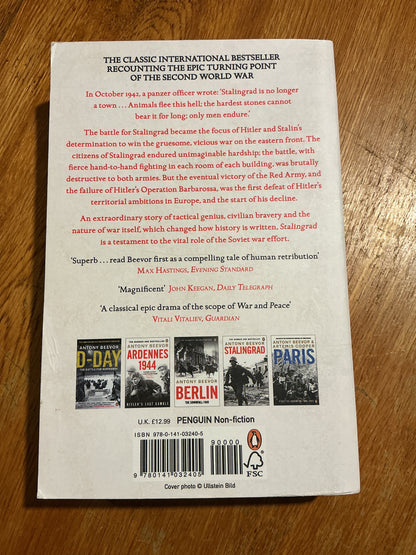 THE CLASSIC INTERNATIONAL BESTSELLER
RECOUNTING THE EPIC TURNING POINT
OF THE SECOND WORLD WAR
In October 1942, a panzer officer wrote: 'Stalingrad is no longer
a town . . . Animals flee this hell; the hardest stones cannot
bear it for long; only men endure.'
The battle for Stalingrad became the focus of Hitler and Stalin's
determination to win the gruesome, vicious war on the eastern front. The
citizens of Stalingrad endured unimaginable hardship; the battle, with
fierce hand-to-hand fighting in each room of each building, was brutally
destructive to both armies. But the eventual victory of the Red Army, and
the failure of Hitler's Operation Barbarossa, was the first defeat of Hitler's
territorial ambitions in Europe, and the start of his decline.
An extraordinary story of tactical genius, civilian bravery and the
nature of war itself, which changed how history is written, Stalingrad
is a testament to the vital role of the Soviet war effort.
'Superb . . . read Beevor first as a compelling tale of human retribution'
MAX HASTINGS, EVENING STANDARD
'Magnificent' JOHN KEEGAN, DAILY TELEGRAPH
'A classical epic drama of the scope of War and Peace'
VITALI VITALIEV, GUARDIAN
ANTONY BEEVOR
D-DAY
THE BATTLE FOR NORMANDY
ANTONY BEEVOR
ARDENNES
1944
HITLER'S LAST GAMBLE
ANTONY BEEVOR
BERLIN
THE DOWNFALL 1945
ANTONY BEEVOR
STALINGRAD
ANTONY BEEVOR
& ARTEMIS COOPER
PARIS
U.K. £12.99 PENGUIN Non-fiction
ISBN 978-0-141-03240-5
90000
9 780141 032405
FSC
Cover photo © Ullstein Bild